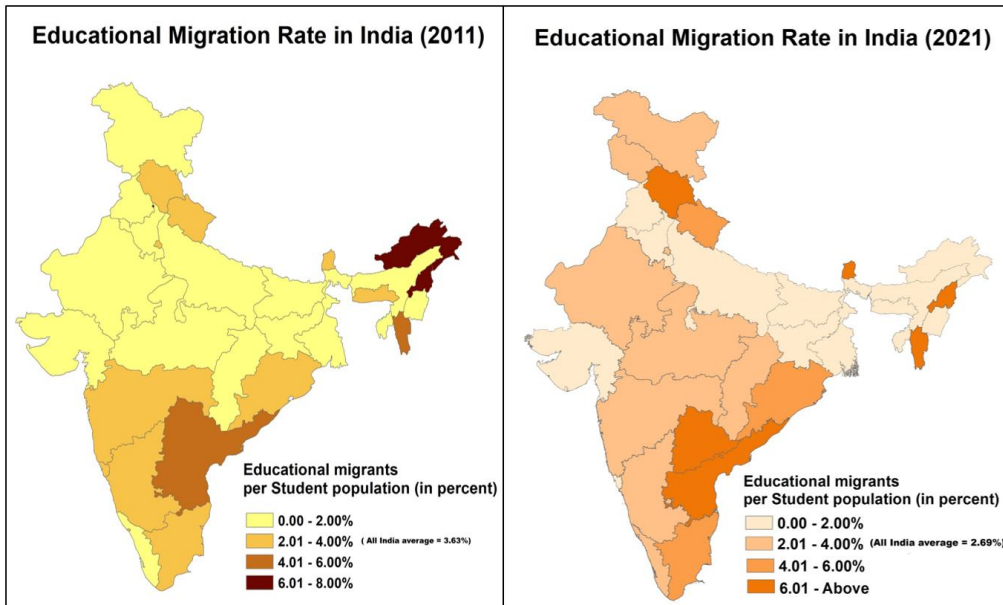 Educational Migration Rate in India (2011)
Educational migrants
per Student population (in percent)
0.00 - 2.00%
2.01 - 4.00% ( All India average = 3.63%)
4.01 - 6.00%
6.01 - 8.00%
Educational Migration Rate in India (2021)
Educational migrants
per Student population (in percent)
0.00 - 2.00%
2.01 - 4.00% (All India average = 2.69%)
4.01 - 6.00%
6.01 - Above